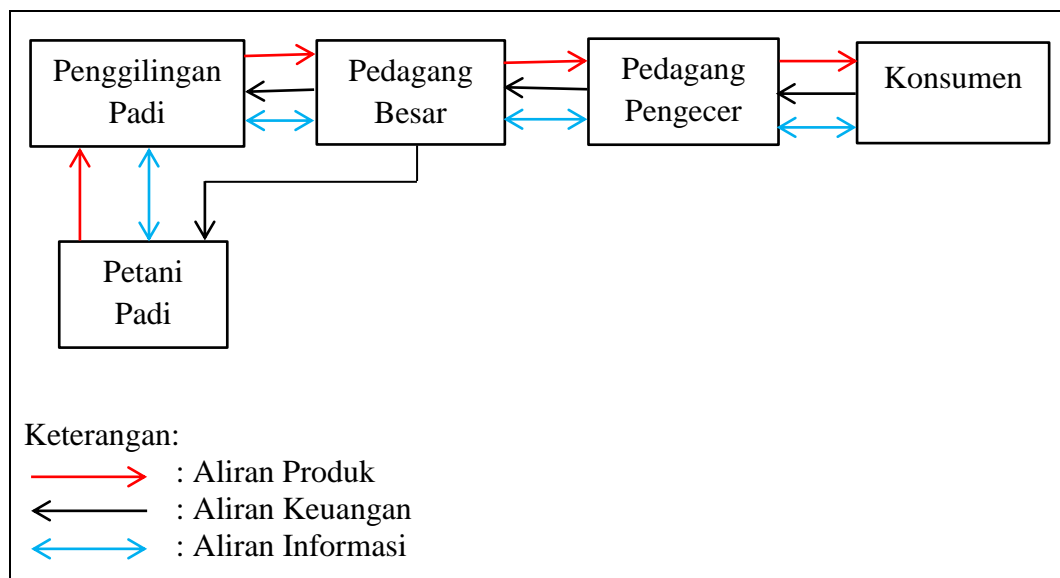 Penggilingan
Padi
Pedagang
Besar
Pedagang
Pengecer
Konsumen
Petani
Padi
Keterangan:
: Aliran Produk
: Aliran Keuangan
: Aliran Informasi